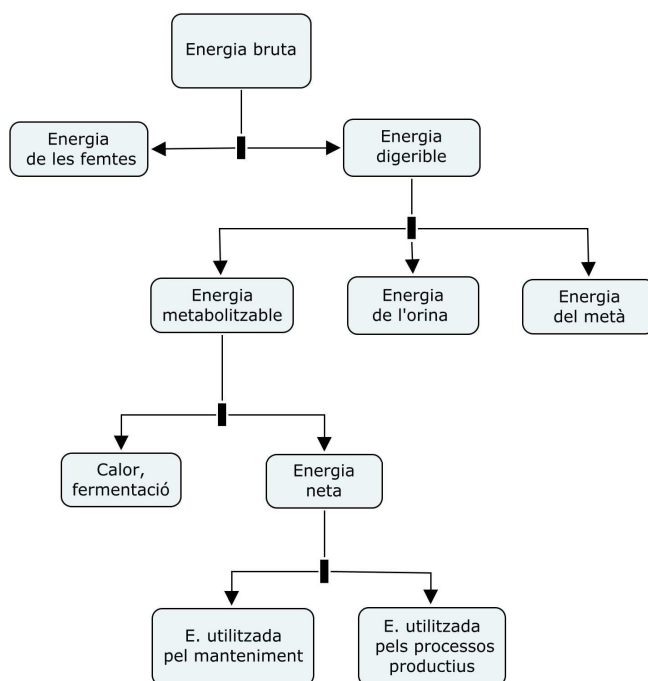 Energia bruta
Energia
de les femtes
Energia
digerible
Energia
metabolitzable
Energia
de l'orina
Energia
del metà
Calor,
fermentació
Energia
neta
E. utilitzada
pel manteniment
E. utilitzada
pels processos
productius